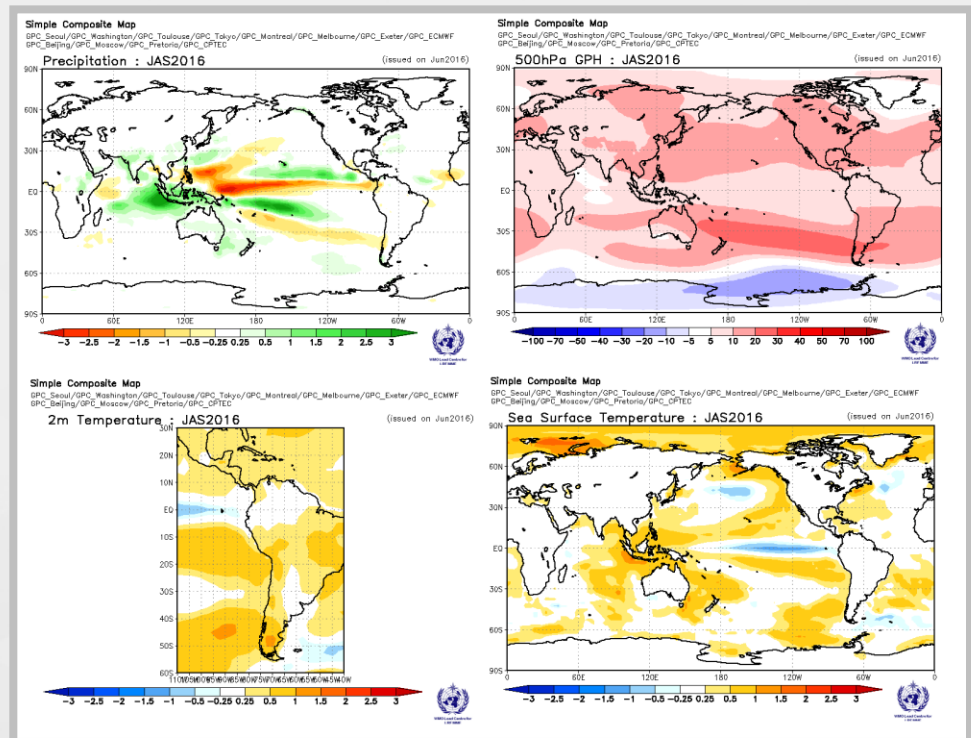 Simple Composite Map
GPC_Seoul/GPC_Washington/GPC_Toulouse/GPC_Tokyo/GPC_Montreal/GPC_Melbourne/GPC_Exeter/GPC_ECMWF
GPC_Beijing/GPC_Moscow/GPC_Pretoria/GPC_CPTEC
Precipitation : JAS2016
(issued on Jun2016)
90N
60N
30N
EQ
30S
60S
90S
0 60E 120E 180 120W 60W 0
-3 -2.5 -2 -1.5 -1 -0.5 -0.25 0.25 0.5 1 1.5 2 2.5 3
Simple Composite Map
GPC_Seoul/GPC_Washington/GPC_Toulouse/GPC_Tokyo/GPC_Montreal/GPC_Melbourne/GPC_Exeter/GPC_ECMWF
GPC_Beijing/GPC_Moscow/GPC_Pretoria/GPC_CPTEC
500hPa GPH : JAS2016
(issued on Jun2016)
90N
60N
30N
EQ
30S
60S
90S
0 60E 120E 180 120W 60W 0
-100 -70 -50 -40 -30 -20 -10 -5 5 10 20 30 40 50 70 100
Simple Composite Map
GPC_Seoul/GPC_Washington/GPC_Toulouse/GPC_Tokyo/GPC_Montreal/GPC_Melbourne/GPC_Exeter/GPC_ECMWF
GPC_Beijing/GPC_Moscow/GPC_Pretoria/GPC_CPTEC
2m Temperature : JAS2016
(issued on Jun2016)
30N
20N
10N
EQ
10S
20S
30S
40S
50S
60S
-3 -2.5 -2 -1.5 -1 -0.5 -0.25 0.25 0.5 1 1.5 2 2.5 3
Simple Composite Map
GPC_Seoul/GPC_Washington/GPC_Toulouse/GPC_Tokyo/GPC_Montreal/GPC_Melbourne/GPC_Exeter/GPC_ECMWF
GPC_Beijing/GPC_Moscow/GPC_Pretoria/GPC_CPTEC
Sea Surface Temperature : JAS2016
(issued on Jun2016)
90N
60N
30N
EQ
30S
60S
90S
0 60E 120E 180 120W 60W 0
-3 -2.5 -2 -1.5 -1 -0.5 -0.25 0.25 0.5 1 1.5 2 2.5 3